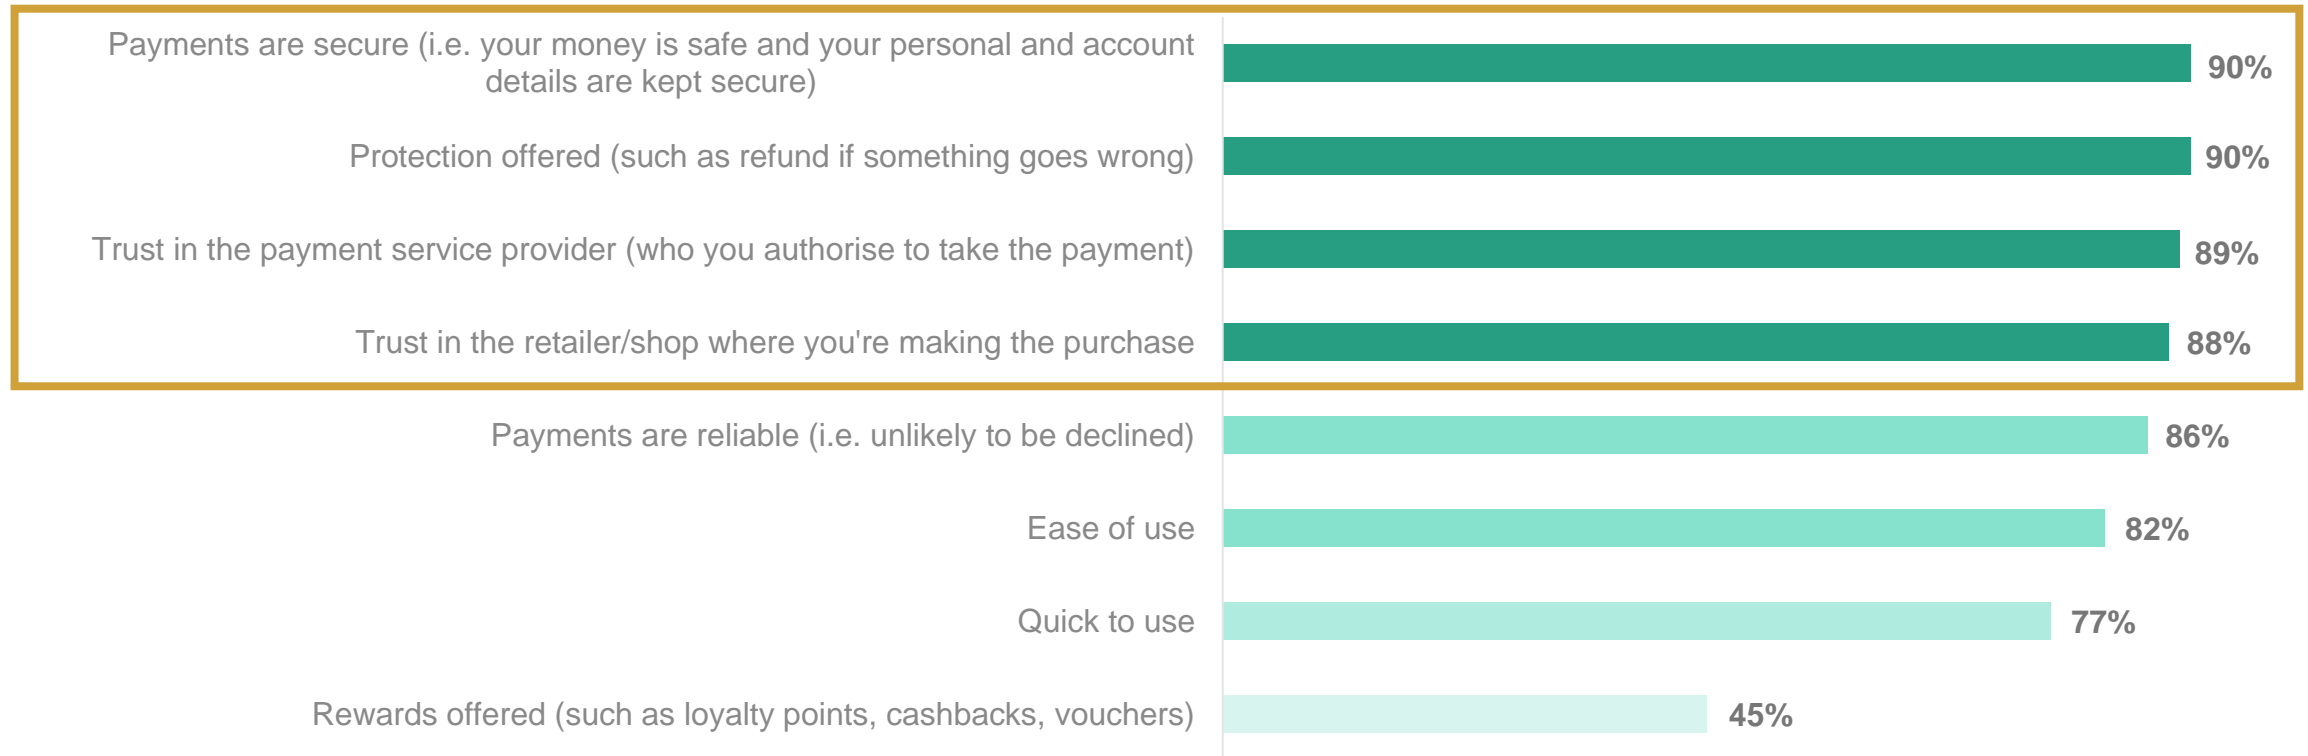 Payments are secure (i.e. your money is safe and your personal and account
details are kept secure)
90%
Protection offered (such as refund if something goes wrong)
90%
Trust in the payment service provider (who you authorise to take the payment)
89%
Trust in the retailer/shop where you're making the purchase
88%
Payments are reliable (i.e. unlikely to be declined)
86%
Ease of use
82%
Quick to use
77%
Rewards offered (such as loyalty points, cashbacks, vouchers)
45%